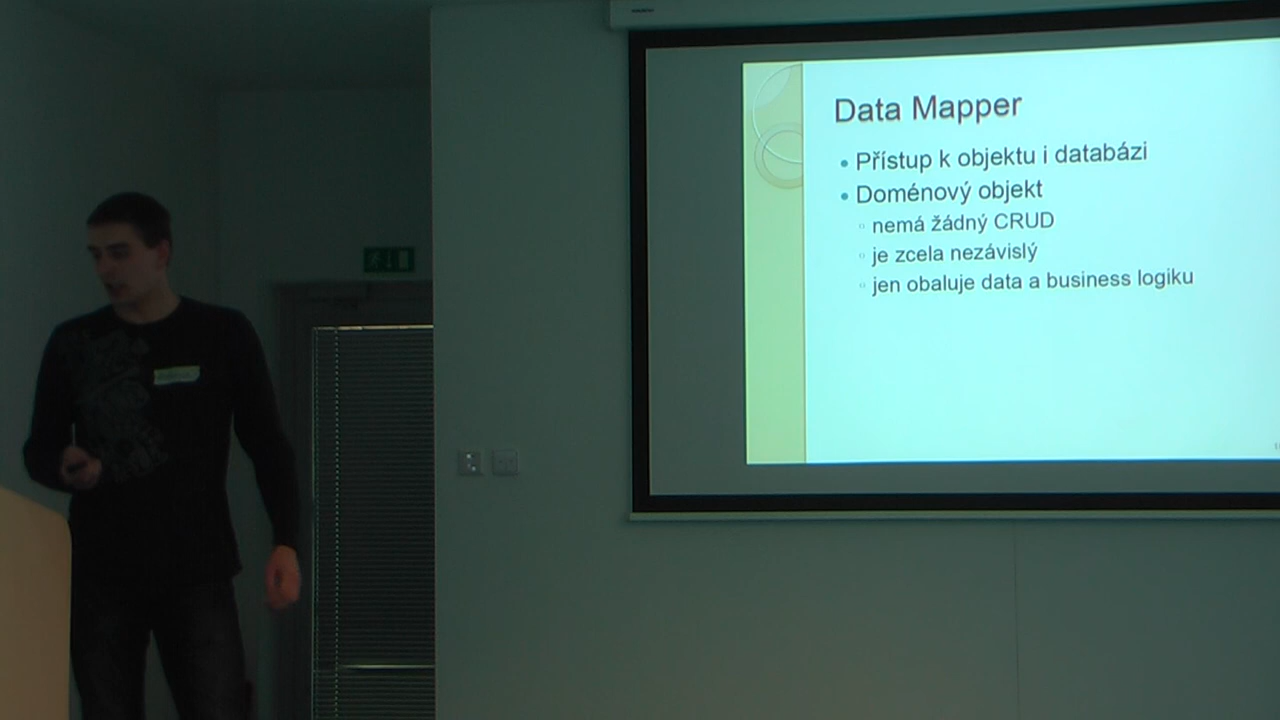 Data Mapper
• Přístup k objektu i databázi
• Doménový objekt
◦ nemá žádný CRUD
◦ je zcela nezávislý
◦ jen obaluje data a business logiku